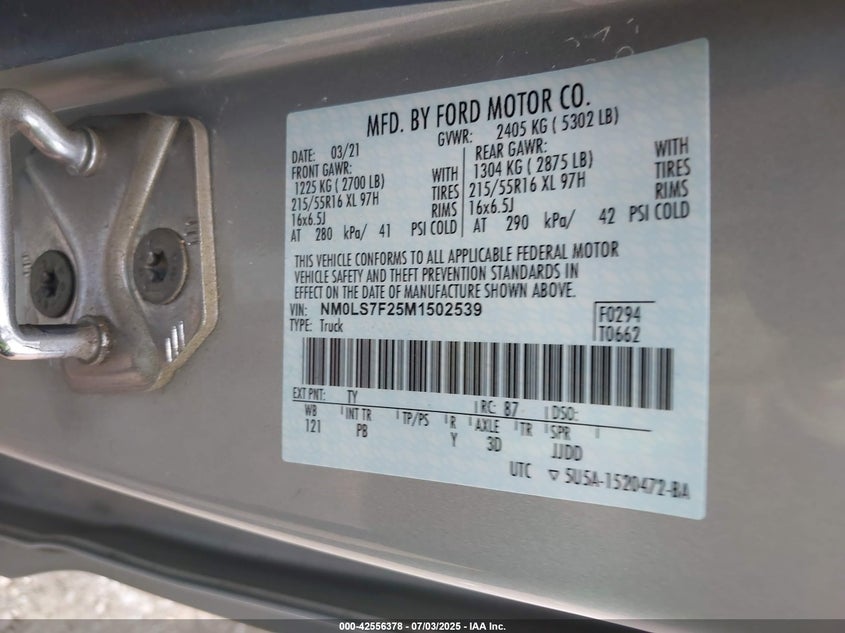 MFD. BY FORD MOTOR CO.
DATE: 03/21 GVWR: 2405 KG ( 5302 LB)
FRONT GAWR: REAR GAWR:
1225 KG ( 2700 LB) WITH 1304 KG ( 2875 LB) WITH
215/55R16 XL 97H TIRES 215/55R16 XL 97H TIRES
16x6.5J RIMS 16x6.5J RIMS
AT 280 kPa/ 41 PSI COLD AT 290 kPa/ 42 PSI COLD
THIS VEHICLE CONFORMS TO ALL APPLICABLE FEDERAL MOTOR
VEHICLE SAFETY AND THEFT PREVENTION STANDARDS IN
EFFECT ON THE DATE OF MANUFACTURE SHOWN ABOVE.
VIN: NM0LS7F25M1502539 F0294
TYPE: Truck T0662
EXT PNT: TY RC: 87 DSO:
WB INT TR TP/PS R AXLE TR SPR
121 PB Y 3D JJDD
UTC ▽ 5U5A-1520472-BA
000-42556378 - 07/03/2025 - IAA Inc.